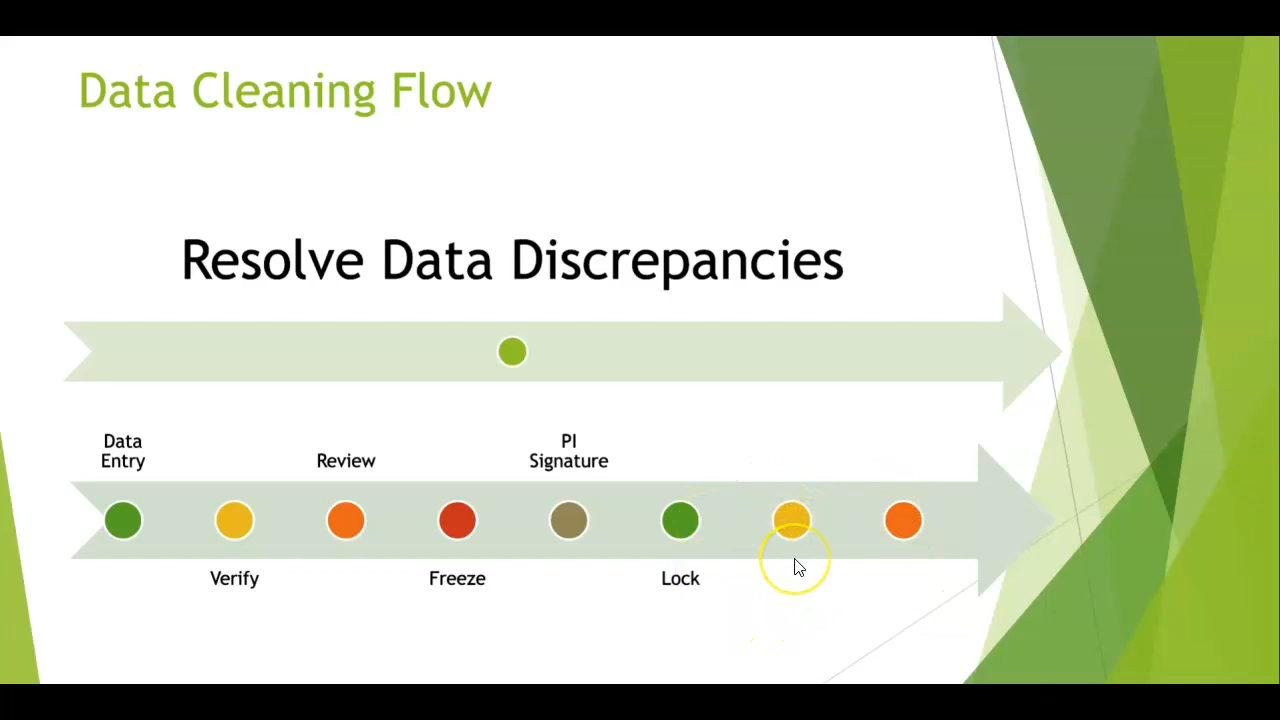 Data Cleaning Flow
Resolve Data Discrepancies
Data
Entry
Verify
Review
Freeze
PI
Signature
Lock